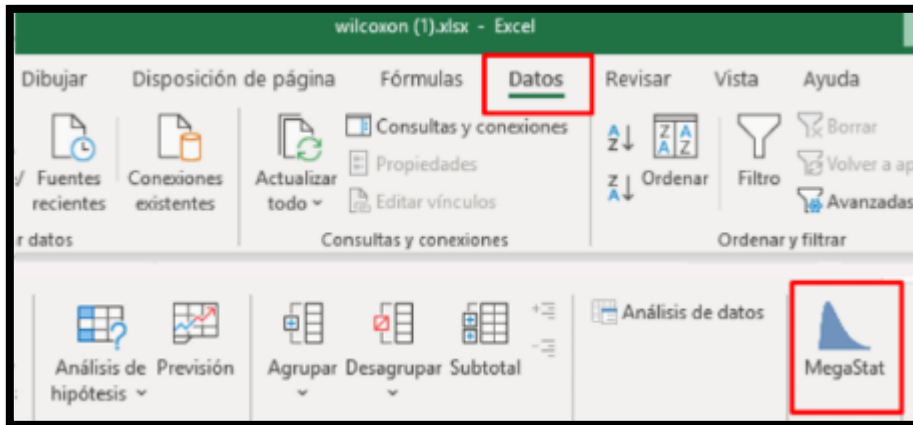 wilcoxon (1).xlsx - Excel
Dibujar Disposición de página Fórmulas Datos Revisar Vista Ayuda
Fuentes recientes
Conexiones existentes
Actualizar todo
Consultas y conexiones
Propiedades
Editar vínculos
Ordenar
Filtro
Borrar
Volver a ap
Avanzadas
r datos
Consultas y conexiones
Ordenar y filtrar
Análisis de hipótesis
Previsión
Agrupar
Desagrupar
Subtotal
Análisis de datos
MegaStat